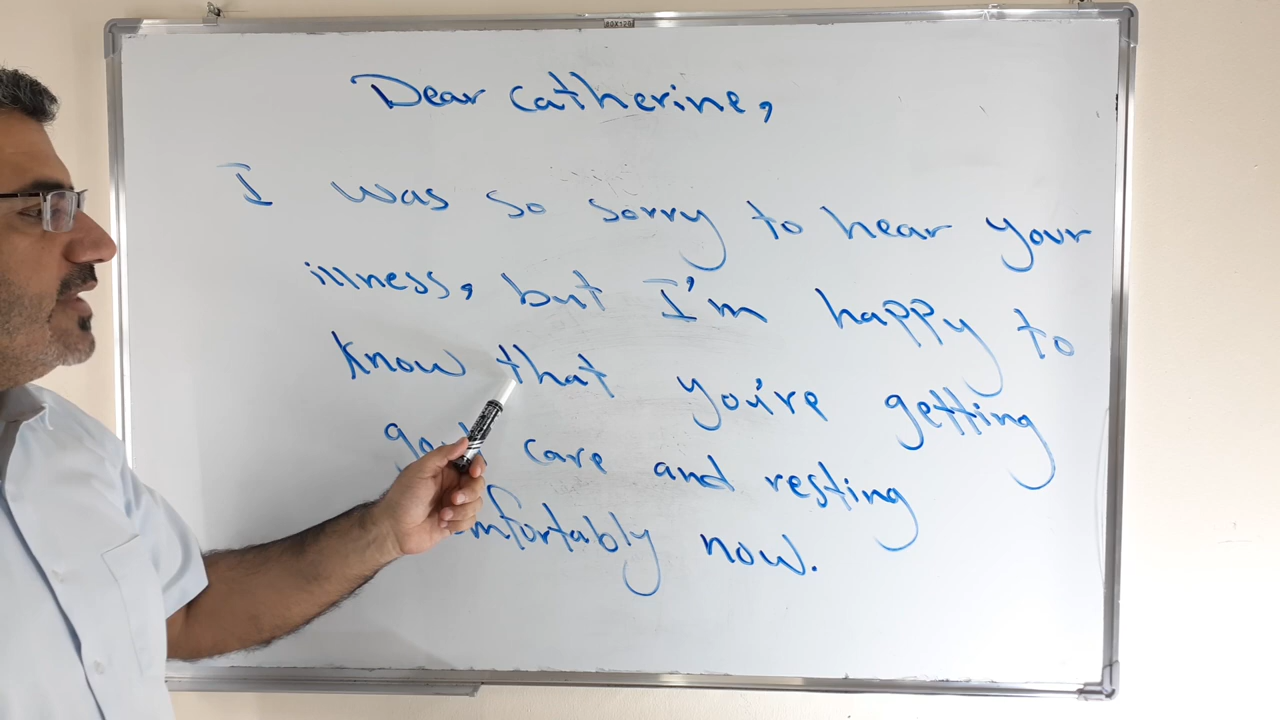 80X120
Dear Catherine,
I was so sorry to hear your
illness, but I'm happy to
know that you're getting
care and resting
now.